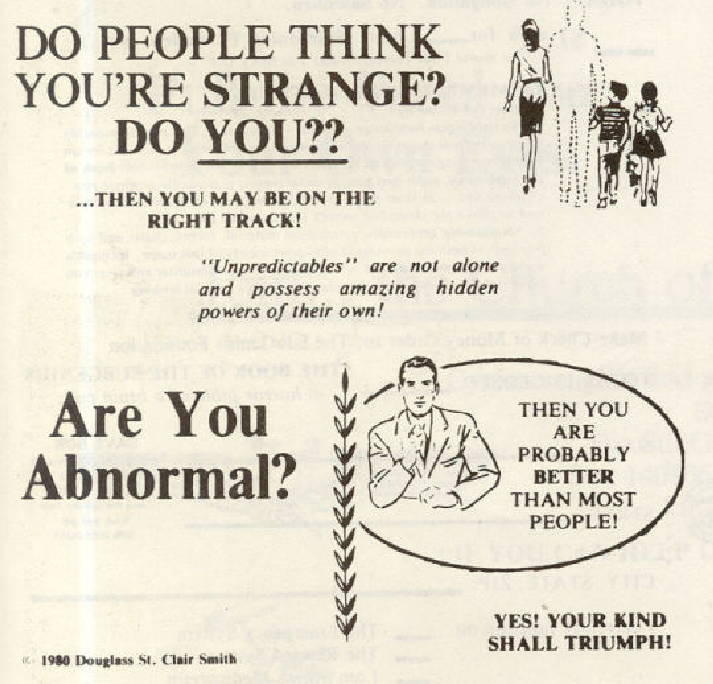 DO PEOPLE THINK
YOU'RE STRANGE?
DO YOU??
...THEN YOU MAY BE ON THE
RIGHT TRACK!
"Unpredictables" are not alone
and possess amazing hidden
powers of their own!
Are You
Abnormal?
THEN YOU
ARE
PROBABLY
BETTER
THAN MOST
PEOPLE!
YES! YOUR KIND
SHALL TRIUMPH!
© 1980 Douglass St. Clair Smith